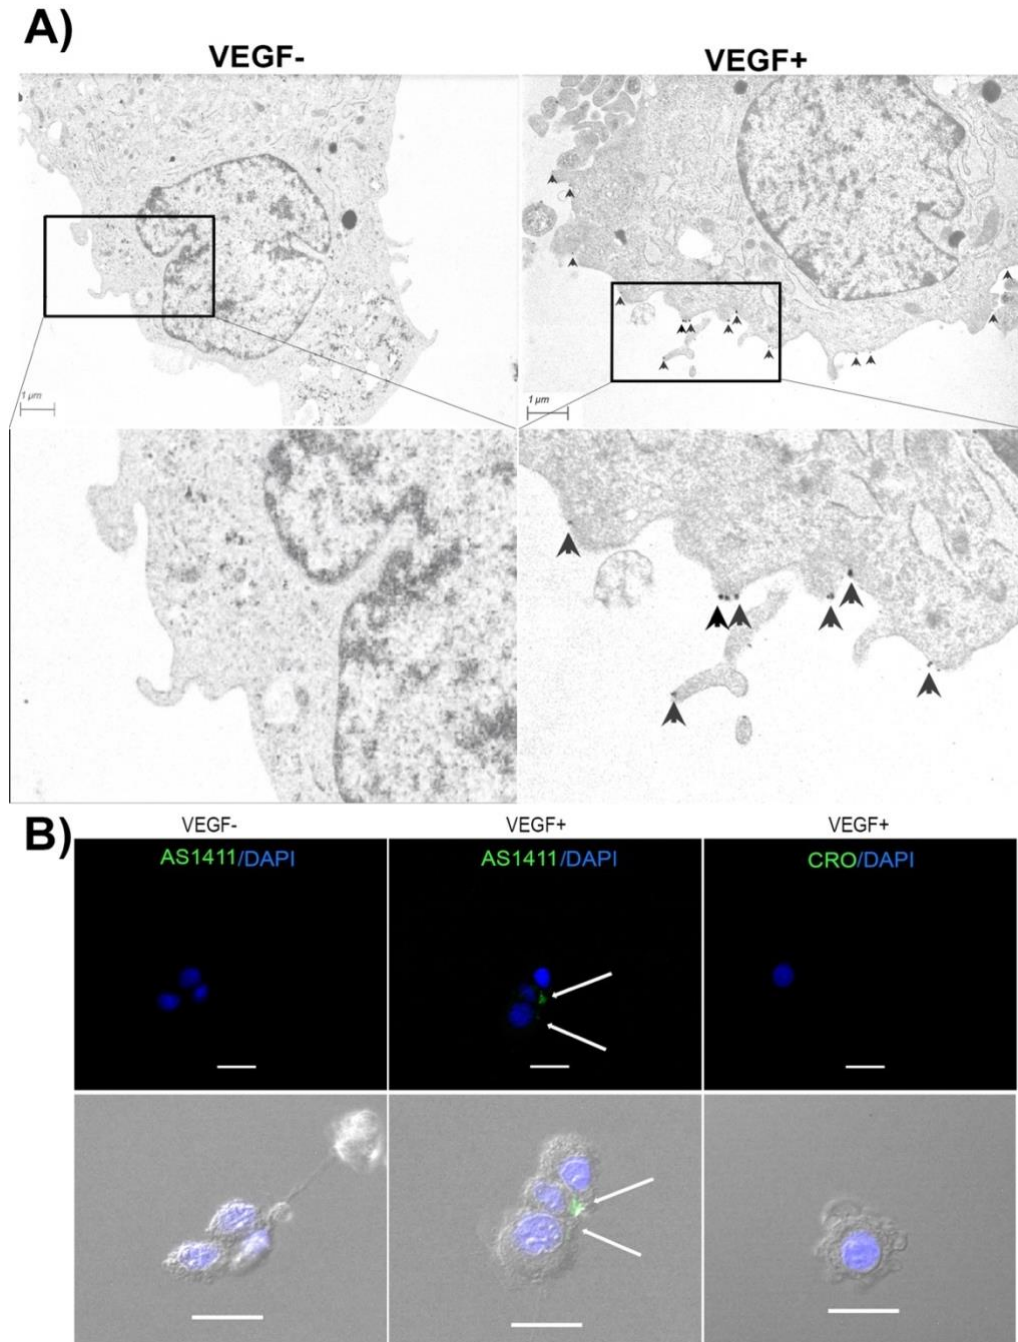 A)
VEGF-
VEGF+
1 µm
1 µm
B)
VEGF-
VEGF+
VEGF+
AS1411/DAPI
AS1411/DAPI
CRO/DAPI